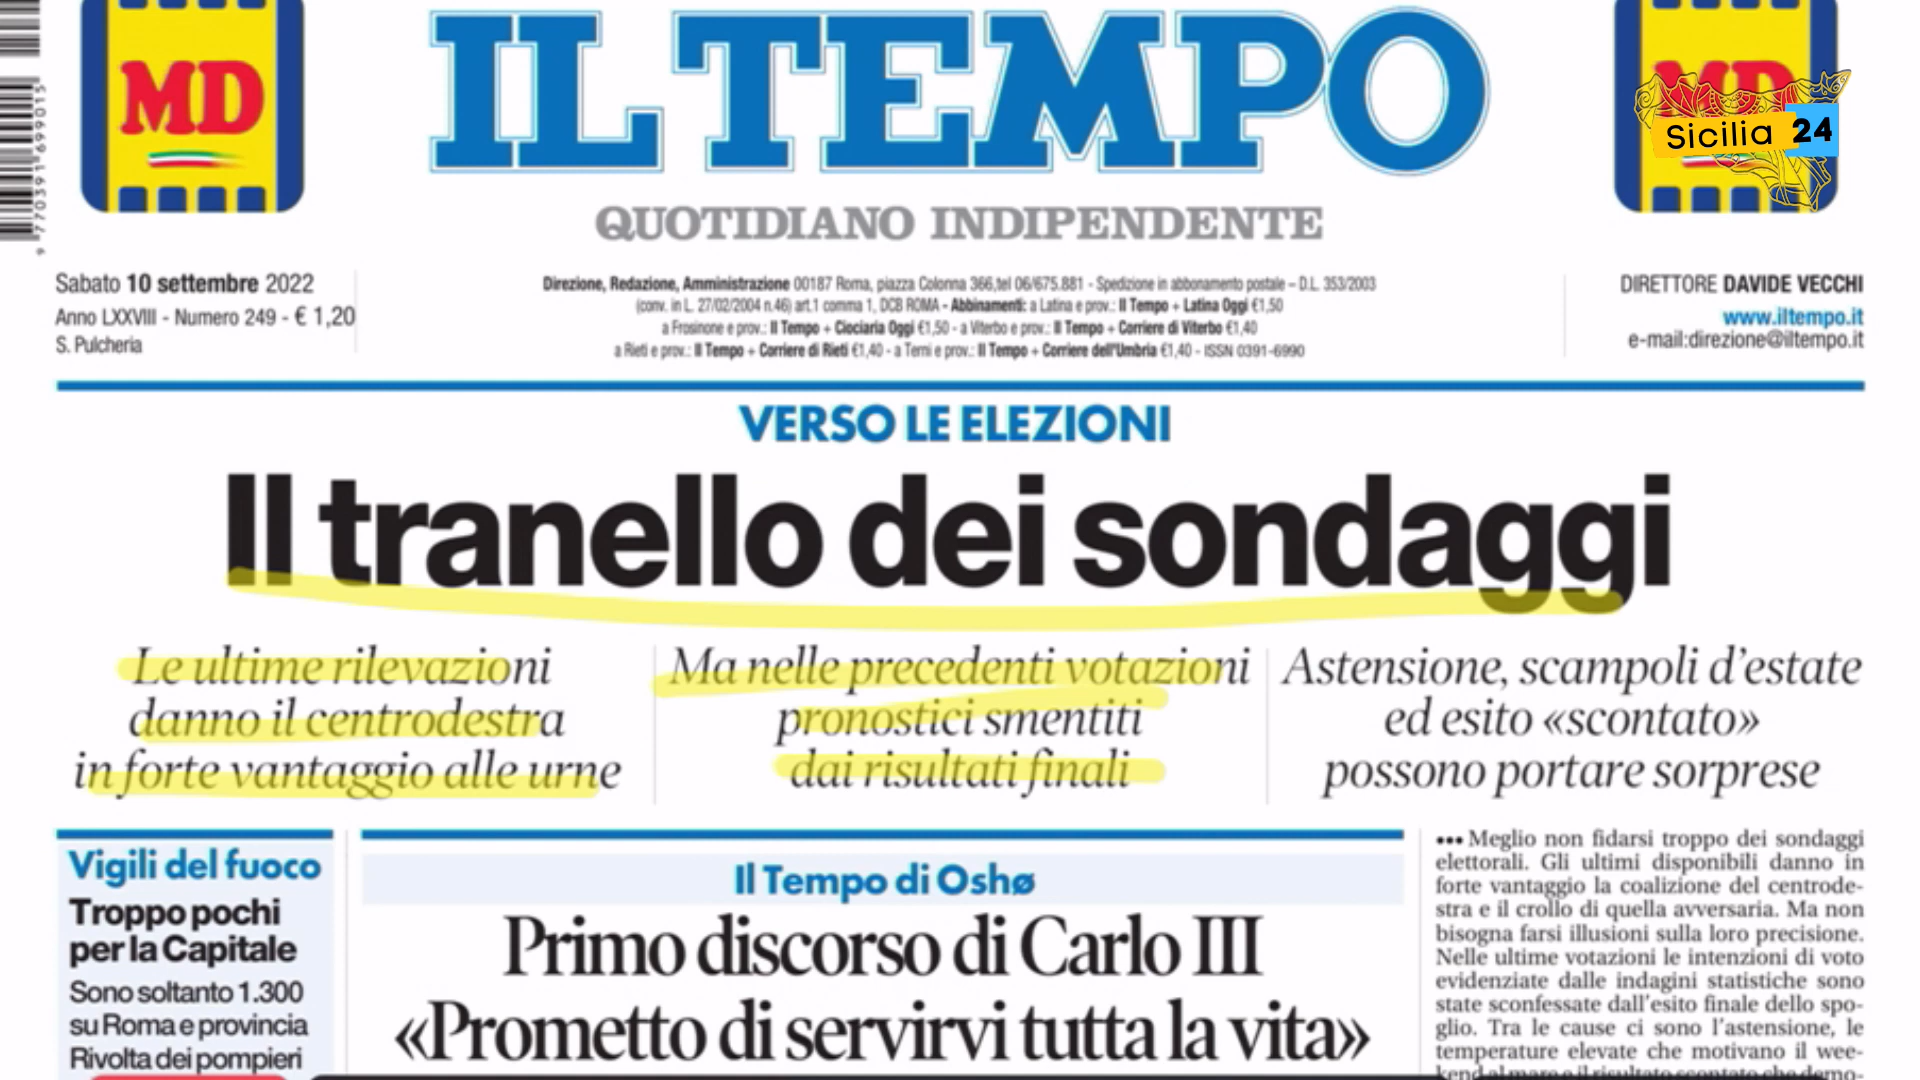 MD
IL TEMPO
MD
Sicilia 24
QUOTIDIANO INDIPENDENTE
9 770391 699015
Sabato 10 settembre 2022
Anno LXXVIII - Numero 249 - € 1,20
S. Pulcheria
Direzione, Redazione, Amministrazione 00187 Roma, piazza Colonna 366,tel 06/675.881 - Spedizione in abbonamento postale – D.L. 353/2003
(conv. in L. 27/02/2004 n.46) art.1 comma 1, DCB ROMA - Abbinamenti: a Latina e prov.: Il Tempo + Latina Oggi €1,50
a Frosinone e prov.: Il Tempo + Ciociaria Oggi €1,50 - a Viterbo e prov.: Il Tempo + Corriere di Viterbo €1,40
a Rieti e prov.: Il Tempo + Corriere di Rieti €1,40 - a Terni e prov.: Il Tempo + Corriere dell'Umbria €1,40 - ISSN 0391-6990
DIRETTORE DAVIDE VECCHI
www.iltempo.it
e-mail:direzione@iltempo.it
VERSO LE ELEZIONI
Il tranello dei sondaggi
Le ultime rilevazioni
danno il centrodestra
in forte vantaggio alle urne
Ma nelle precedenti votazioni
pronostici smentiti
dai risultati finali
Astensione, scampoli d'estate
ed esito «scontato»
possono portare sorprese
Vigili del fuoco
Troppo pochi
per la Capitale
Sono soltanto 1.300
su Roma e provincia
Rivolta dei pompieri
Il Tempo di Oshø
Primo discorso di Carlo III
«Prometto di servirvi tutta la vita»
••• Meglio non fidarsi troppo dei sondaggi
elettorali. Gli ultimi disponibili danno in
forte vantaggio la coalizione del centrode-
stra e il crollo di quella avversaria. Ma non
bisogna farsi illusioni sulla loro precisione.
Nelle ultime votazioni le intenzioni di voto
evidenziate dalle indagini statistiche sono
state sconfessate dall'esito finale dello spo-
glio. Tra le cause ci sono l'astensione, le
temperature elevate che motivano il wee-
kend al mare e il risultato scontato che demo-